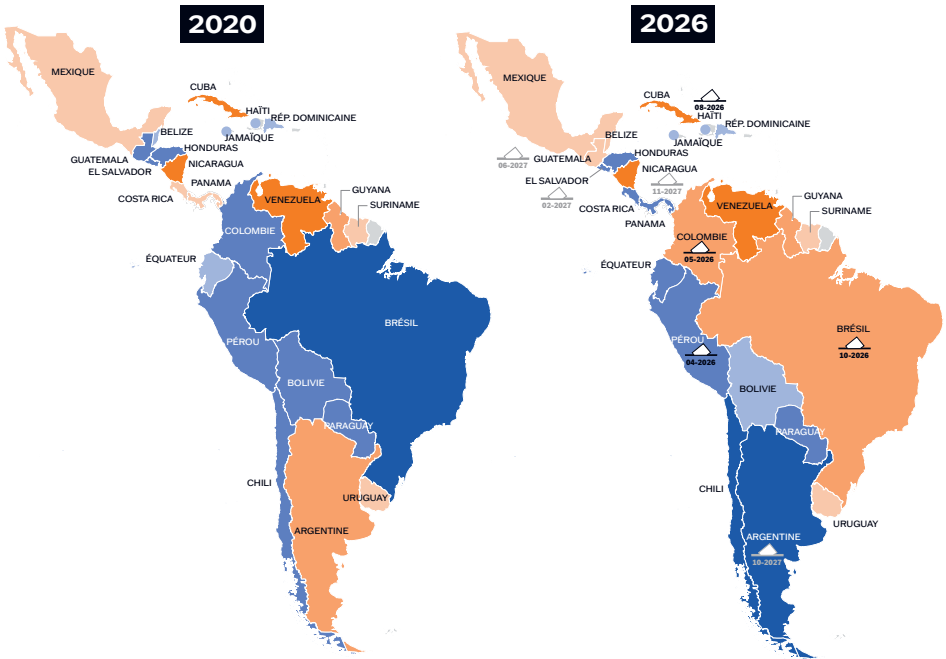 2020
MEXIQUE
CUBA
HAÏTI
RÉP. DOMINICAINE
JAMAÏQUE
BELIZE
HONDURAS
GUATEMALA
EL SALVADOR
NICARAGUA
PANAMA
COSTA RICA
VENEZUELA
GUYANA
SURINAME
COLOMBIE
ÉQUATEUR
BRÉSIL
PÉROU
BOLIVIE
PARAGUAY
CHILI
URUGUAY
ARGENTINE
2026
MEXIQUE
CUBA
08-2026
HAÏTI
RÉP. DOMINICAINE
JAMAÏQUE
BELIZE
HONDURAS
06-2027
GUATEMALA
NICARAGUA
EL SALVADOR
11-2027
02-2027
COSTA RICA
PANAMA
VENEZUELA
GUYANA
SURINAME
COLOMBIE
05-2026
ÉQUATEUR
BRÉSIL
10-2026
PÉROU
04-2026
BOLIVIE
PARAGUAY
CHILI
URUGUAY
ARGENTINE
10-2027